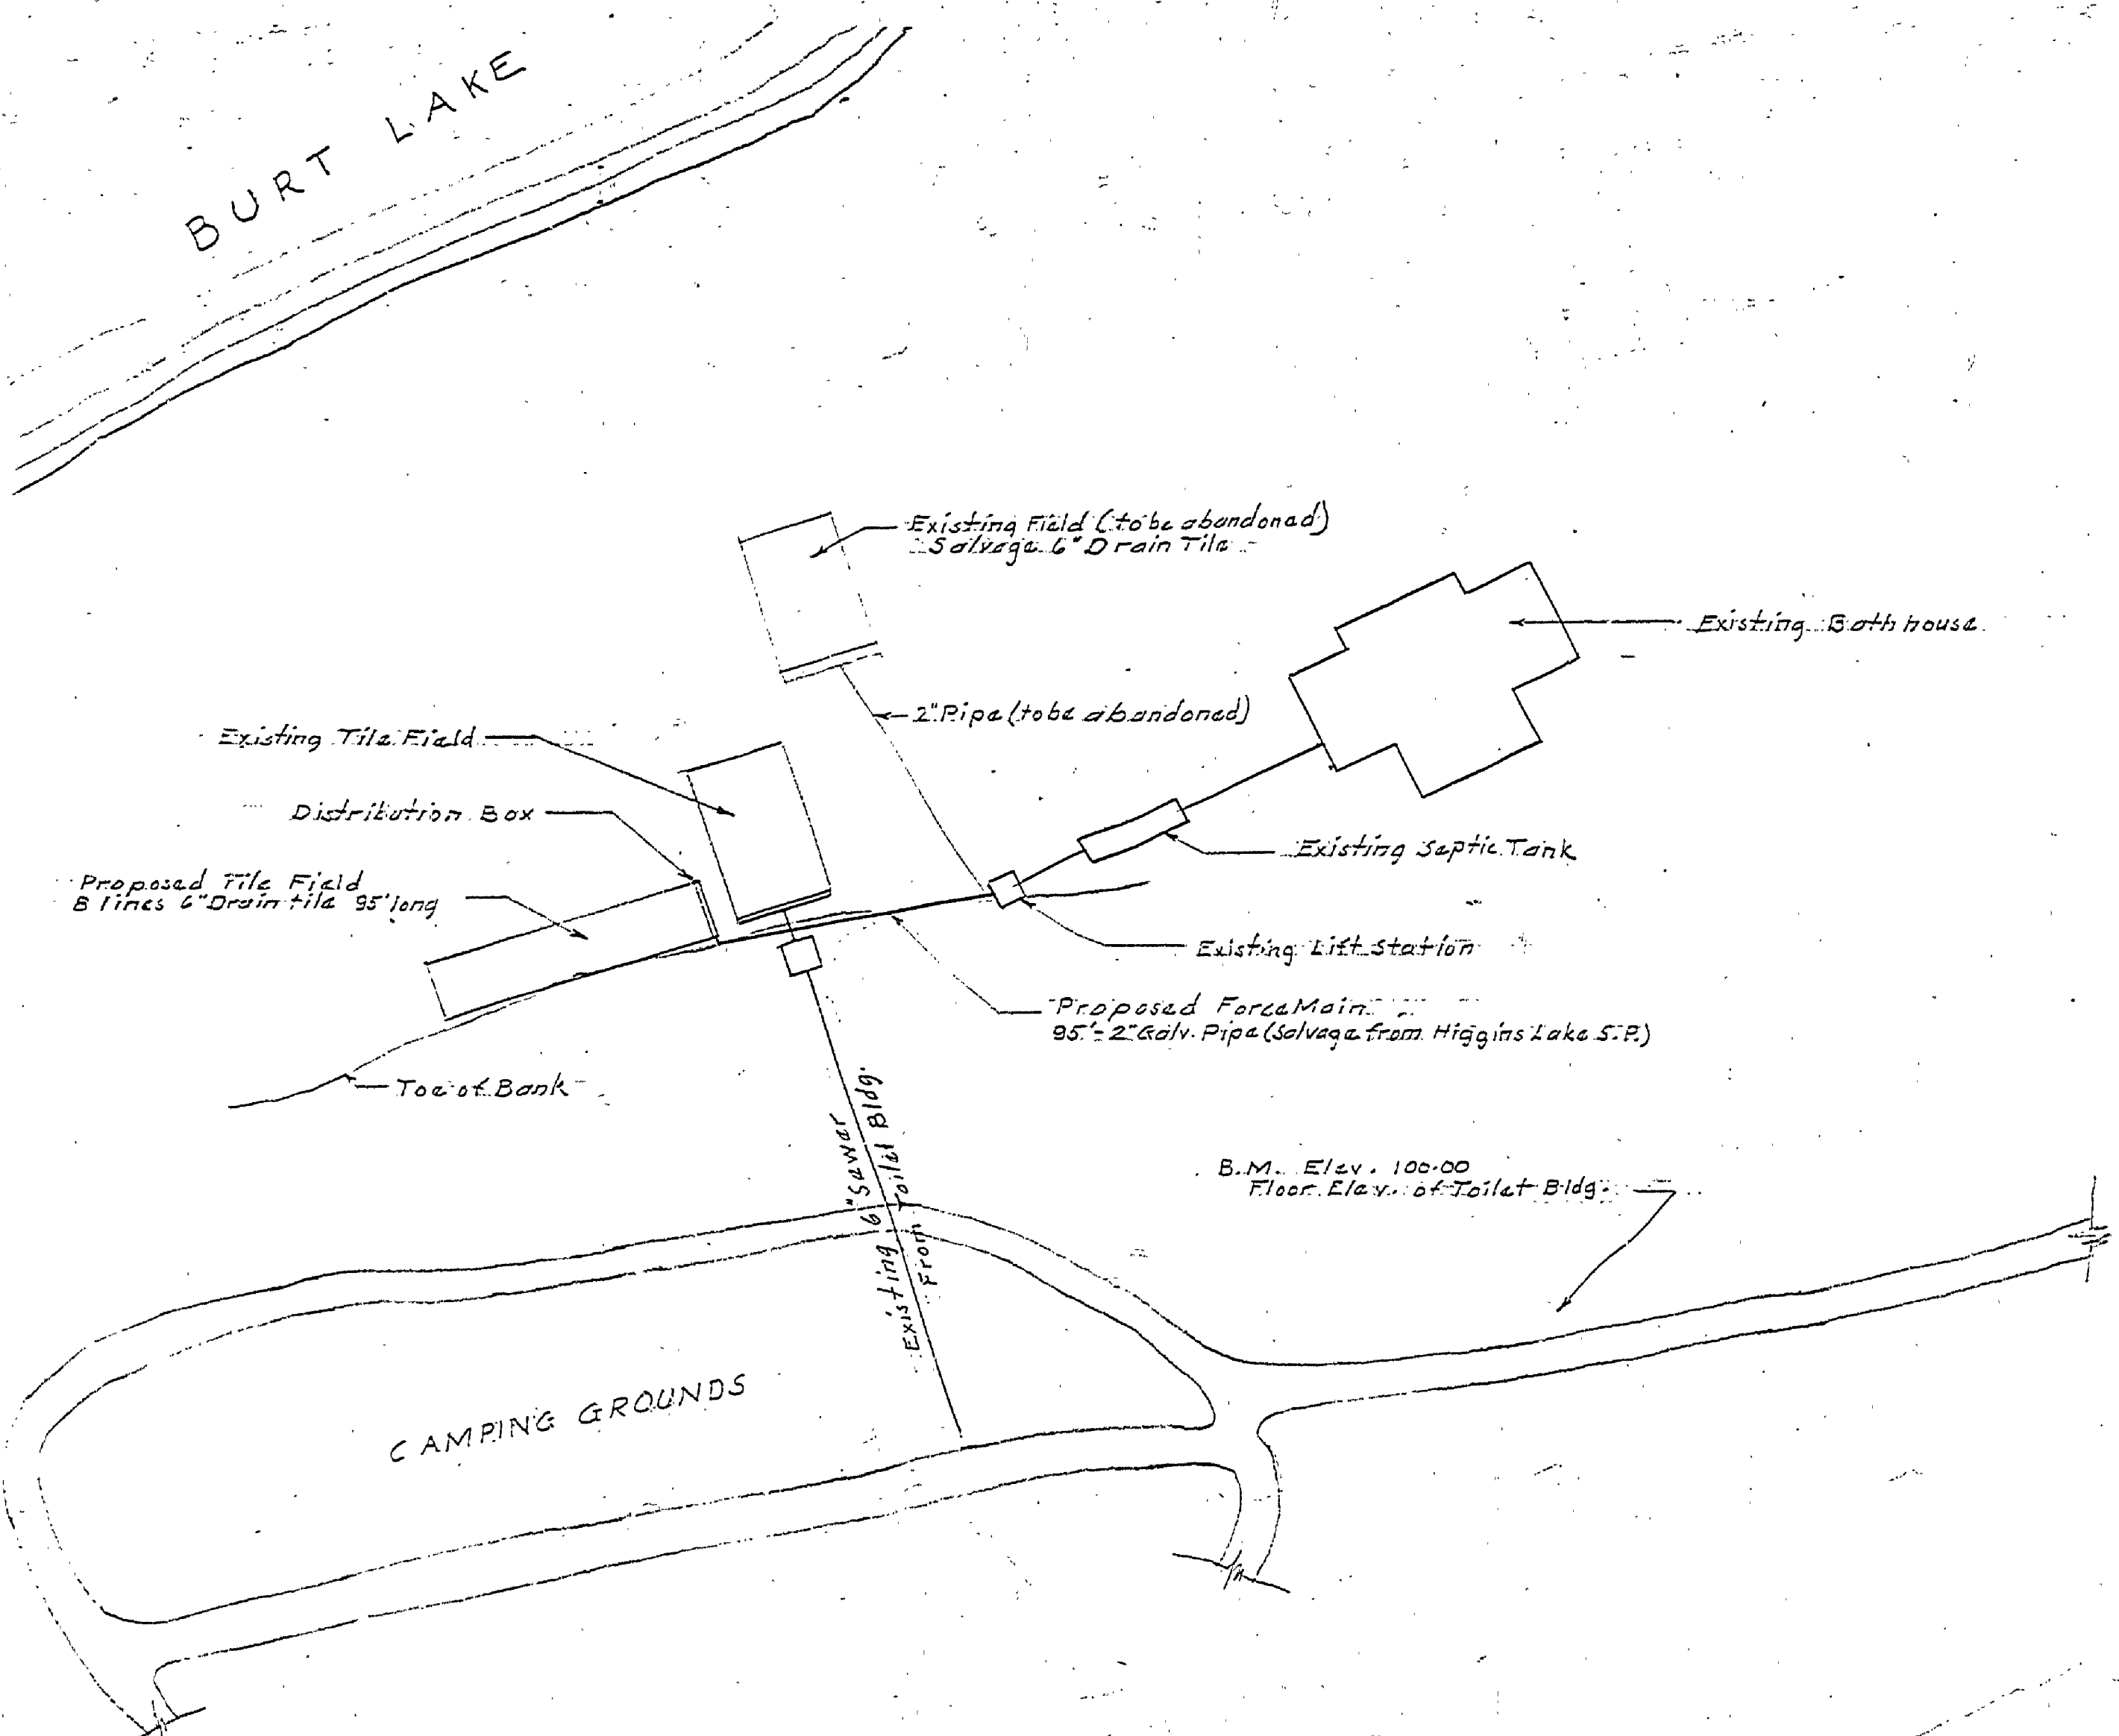 BURT LAKE
Existing Field (to be abandoned)
Salvage 6" Drain Tile
Existing Bath house
2" Pipe (to be abandoned)
Existing Tile Field
Distribution Box
Existing Septic Tank
Proposed Tile Field
8 lines 6" Drain tile 95' long
Existing Lift Station
Proposed Force Main
95'-2" Galv. Pipe (Salvage from Higgins Lake S.P.)
Toe of Bank
Existing 6" Sewer
From Toilet Bldg.
B.M. Elev. 100.00
Floor Elev. of Toilet Bldg.
CAMPING GROUNDS